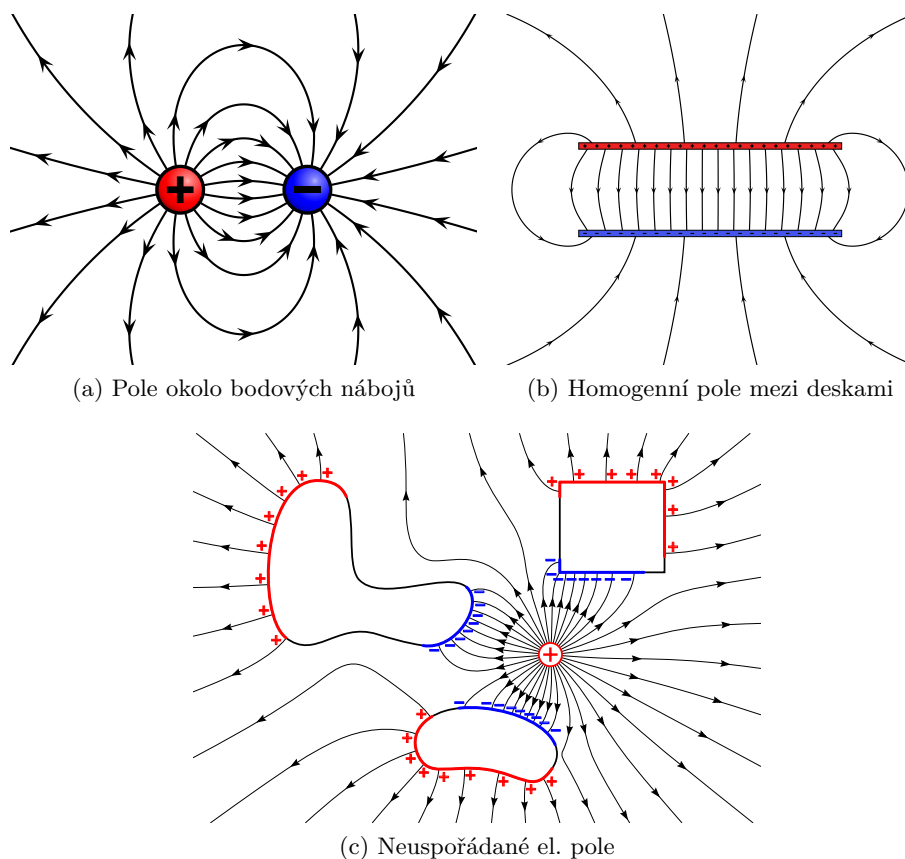 (a) Pole okolo bodových nábojů
(b) Homogenní pole mezi deskami
(c) Neuspořádané el. pole